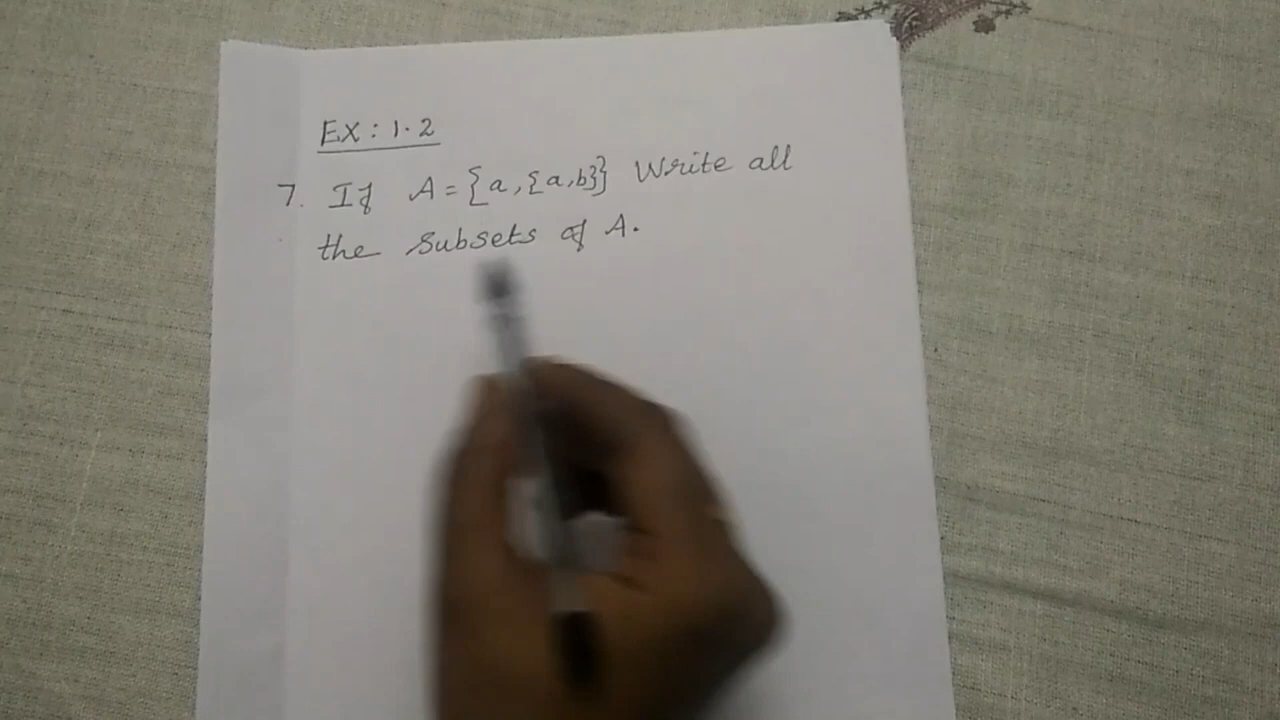 EX : 1.2
7. If A = {a, {a,b}} Write all
the Subsets of A.